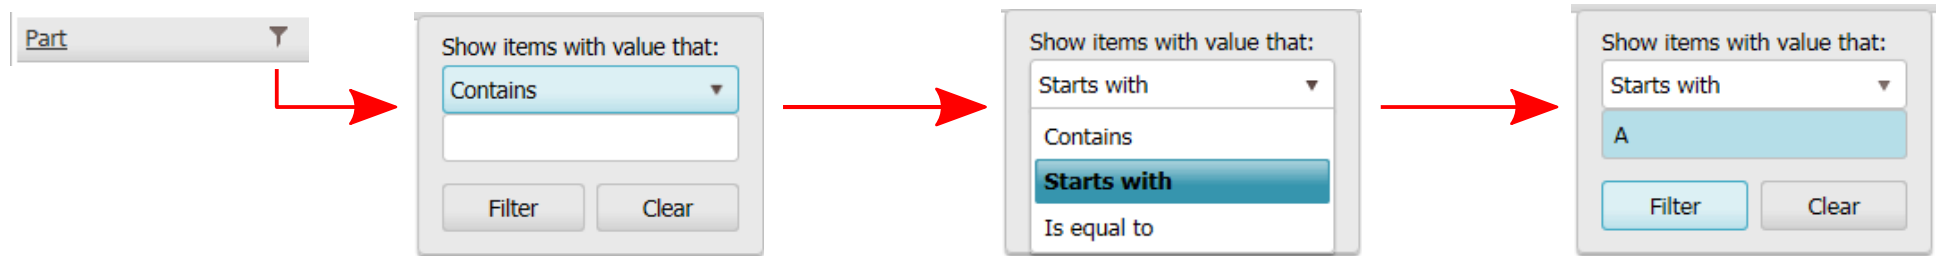 Part
Show items with value that:
Contains
Filter
Clear
Show items with value that:
Starts with
Contains
Starts with
Is equal to
Show items with value that:
Starts with
A
Filter
Clear